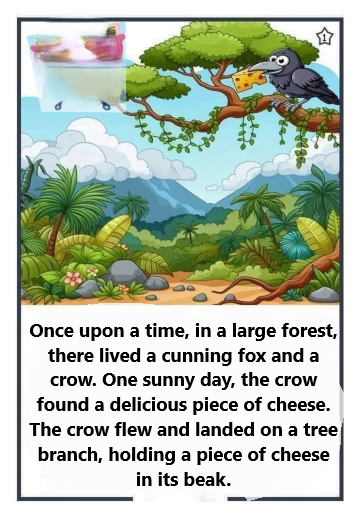 1
Once upon a time, in a large forest,
there lived a cunning fox and a
crow. One sunny day, the crow
found a delicious piece of cheese.
The crow flew and landed on a tree
branch, holding a piece of cheese
in its beak.